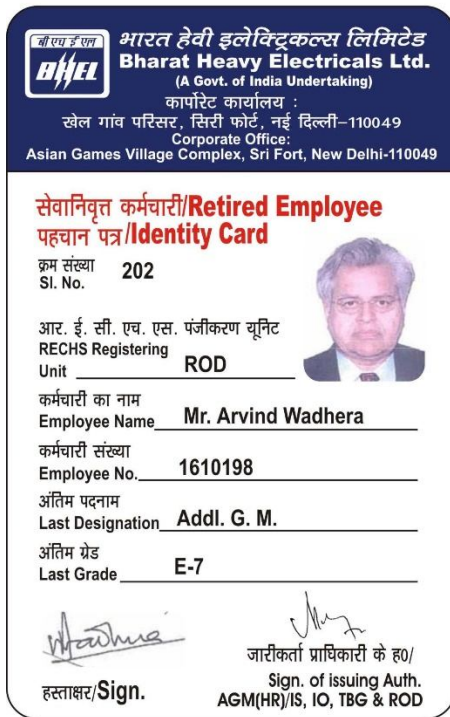 बी एच ई एल
BHEL
भारत हेवी इलेक्ट्रिकल्स लिमिटेड
Bharat Heavy Electricals Ltd.
(A Govt. of India Undertaking)
कार्पोरेट कार्यालय :
खेल गांव परिसर, सिरी फोर्ट, नई दिल्ली–110049
Corporate Office:
Asian Games Village Complex, Sri Fort, New Delhi-110049
सेवानिवृत्त कर्मचारी/Retired Employee
पहचान पत्र/Identity Card
क्रम संख्या
Sl. No. 202
आर. ई. सी. एच. एस. पंजीकरण यूनिट
RECHS Registering
Unit ROD
कर्मचारी का नाम
Employee Name Mr. Arvind Wadhera
कर्मचारी संख्या
Employee No. 1610198
अंतिम पदनाम
Last Designation Addl. G. M.
अंतिम ग्रेड
Last Grade E-7
हस्ताक्षर/Sign.
जारीकर्ता प्राधिकारी के ह0/
Sign. of issuing Auth.
AGM(HR)/IS, IO, TBG & ROD